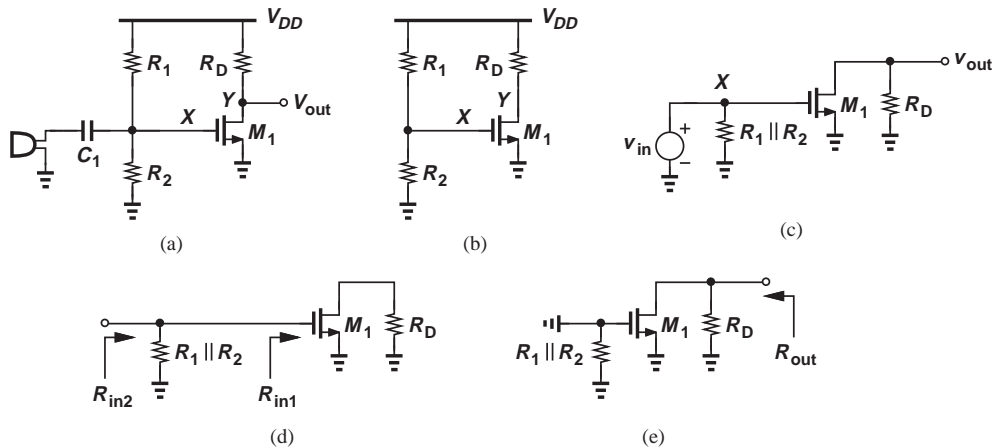 V_DD
R_1
R_D
Y
V_out
X
M_1
C_1
R_2
(a)
V_DD
R_1
R_D
Y
X
M_1
R_2
(b)
v_out
X
M_1
R_D
R_1 || R_2
v_in
+
−
(c)
M_1
R_D
R_1 || R_2
R_in2
R_in1
(d)
M_1
R_D
R_1 || R_2
R_out
(e)